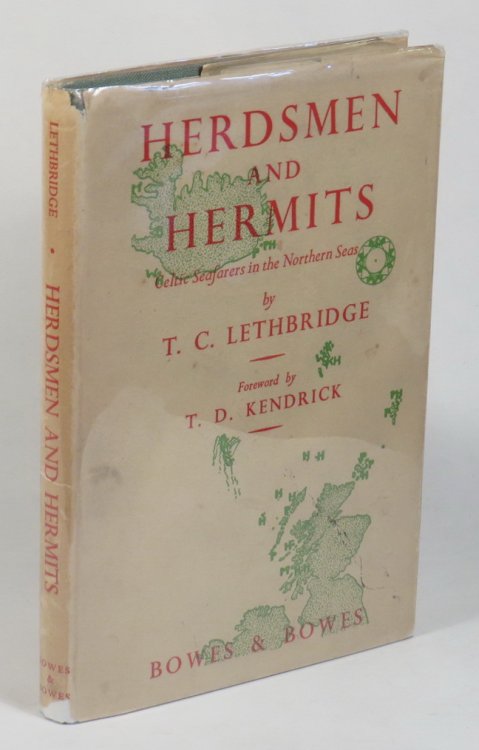 LETHBRIDGE • HERDSMEN AND HERMITS
BOWES
&
BOWES
HERDSMEN
AND
HERMITS
Celtic Seafarers in the Northern Seas
by
T. C. LETHBRIDGE
Foreword by
T. D. KENDRICK
BOWES & BOWES